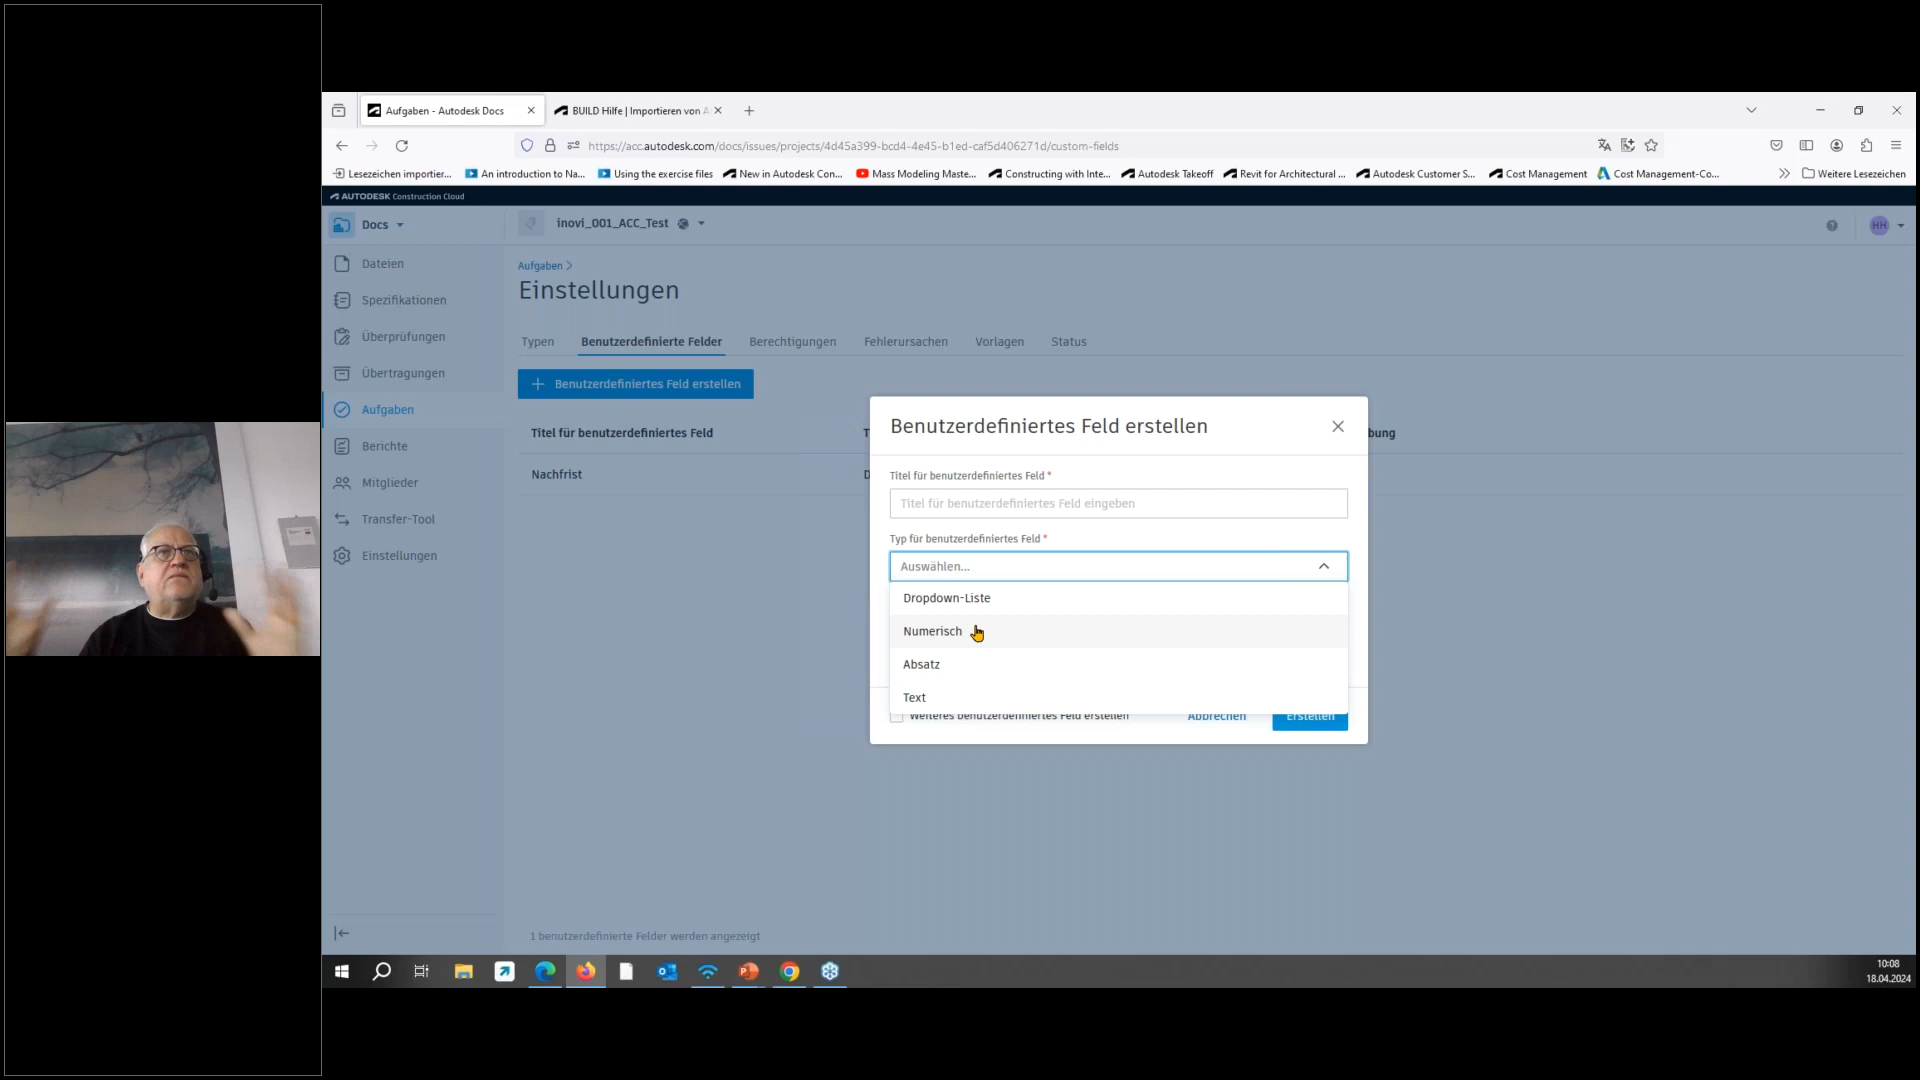 Aufgaben - Autodesk Docs
BUILD Hilfe | Importieren von A
https://acc.autodesk.com/docs/issues/projects/4d45a399-bcd4-4e45-b1ed-caf5d406271d/custom-fields
Lesezeichen importier...
An introduction to Na...
Using the exercise files
New in Autodesk Con...
Mass Modeling Maste...
Constructing with Inte...
Autodesk Takeoff
Revit for Architectural ...
Autodesk Customer S...
Cost Management
Cost Management-Co...
Weitere Lesezeichen
AUTODESK Construction Cloud
Docs
inovi_001_ACC_Test
HH
Dateien
Spezifikationen
Überprüfungen
Übertragungen
Aufgaben
Berichte
Mitglieder
Transfer-Tool
Einstellungen
Aufgaben >
Einstellungen
Typen
Benutzerdefinierte Felder
Berechtigungen
Fehlerursachen
Vorlagen
Status
+ Benutzerdefiniertes Feld erstellen
Titel für benutzerdefiniertes Feld
T
bung
Nachfrist
D
Benutzerdefiniertes Feld erstellen
Titel für benutzerdefiniertes Feld *
Titel für benutzerdefiniertes Feld eingeben
Typ für benutzerdefiniertes Feld *
Auswählen...
Dropdown-Liste
Numerisch
Absatz
Text
Weiteres benutzerdefiniertes Feld erstellen
Abbrechen
Erstellen
1 benutzerdefinierte Felder werden angezeigt
10:08
18.04.2024